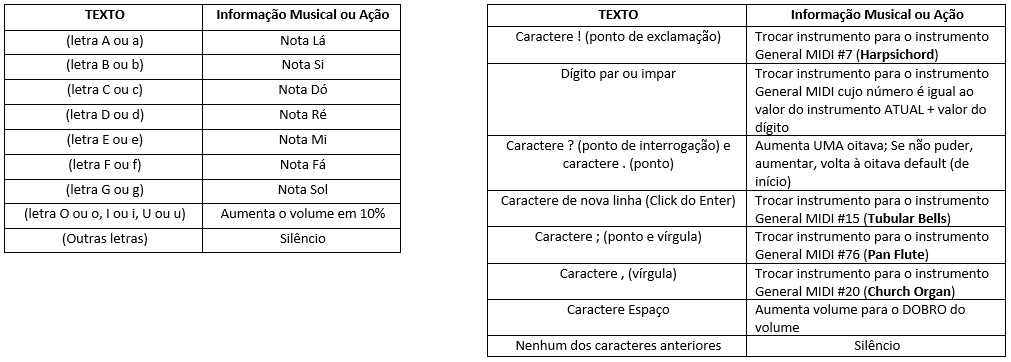 TEXTO Informação Musical ou Ação
(letra A ou a) Nota Lá
(letra B ou b) Nota Si
(letra C ou c) Nota Dó
(letra D ou d) Nota Ré
(letra E ou e) Nota Mi
(letra F ou f) Nota Fá
(letra G ou g) Nota Sol
(letra O ou o, I ou i, U ou u) Aumenta o volume em 10%
(Outras letras) Silêncio
TEXTO Informação Musical ou Ação
Caractere ! (ponto de exclamação) Trocar instrumento para o instrumento
General MIDI #7 (Harpsichord)
Dígito par ou impar Trocar instrumento para o instrumento
General MIDI cujo número é igual ao
valor do instrumento ATUAL + valor do
dígito
Caractere ? (ponto de interrogação) e Aumenta UMA oitava; Se não puder,
caractere . (ponto) aumentar, volta à oitava default (de
início)
Caractere de nova linha (Click do Enter) Trocar instrumento para o instrumento
General MIDI #15 (Tubular Bells)
Caractere ; (ponto e vírgula) Trocar instrumento para o instrumento
General MIDI #76 (Pan Flute)
Caractere , (vírgula) Trocar instrumento para o instrumento
General MIDI #20 (Church Organ)
Caractere Espaço Aumenta volume para o DOBRO do
volume
Nenhum dos caracteres anteriores Silêncio